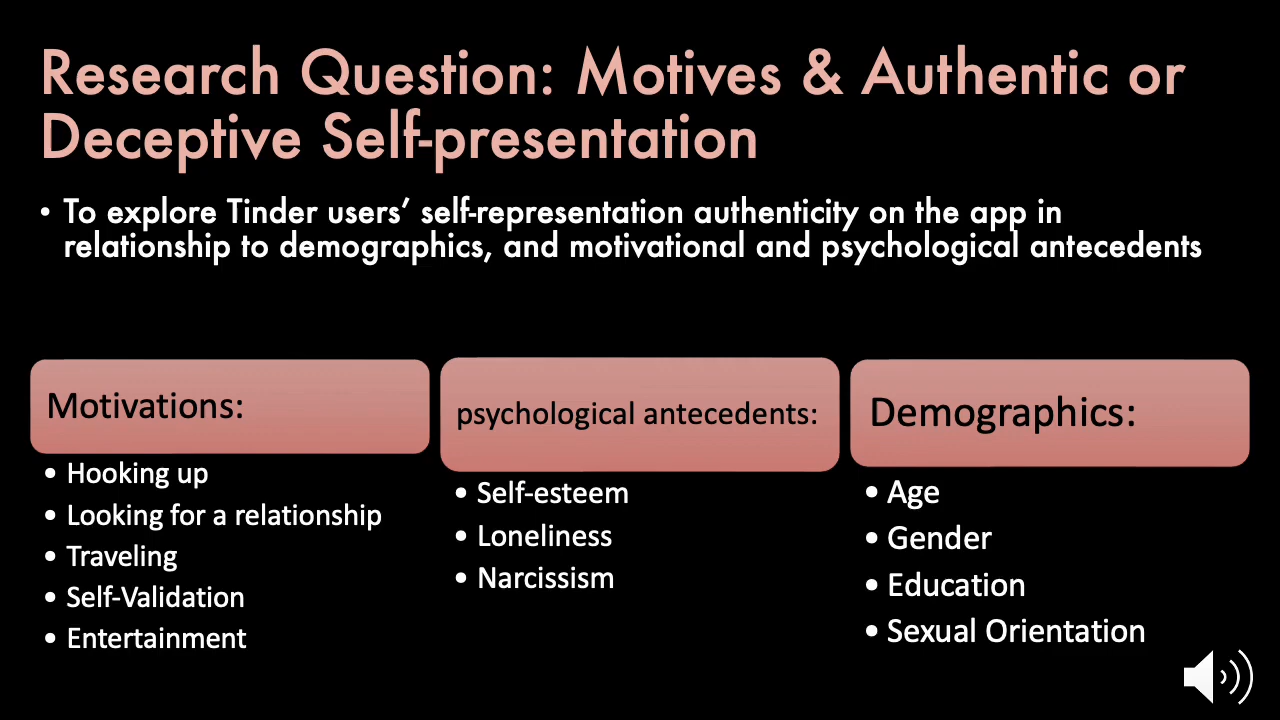 Research Question: Motives & Authentic or
Deceptive Self-presentation
• To explore Tinder users’ self-representation authenticity on the app in
relationship to demographics, and motivational and psychological antecedents
Motivations:
• Hooking up
• Looking for a relationship
• Traveling
• Self-Validation
• Entertainment
psychological antecedents:
• Self-esteem
• Loneliness
• Narcissism
Demographics:
• Age
• Gender
• Education
• Sexual Orientation